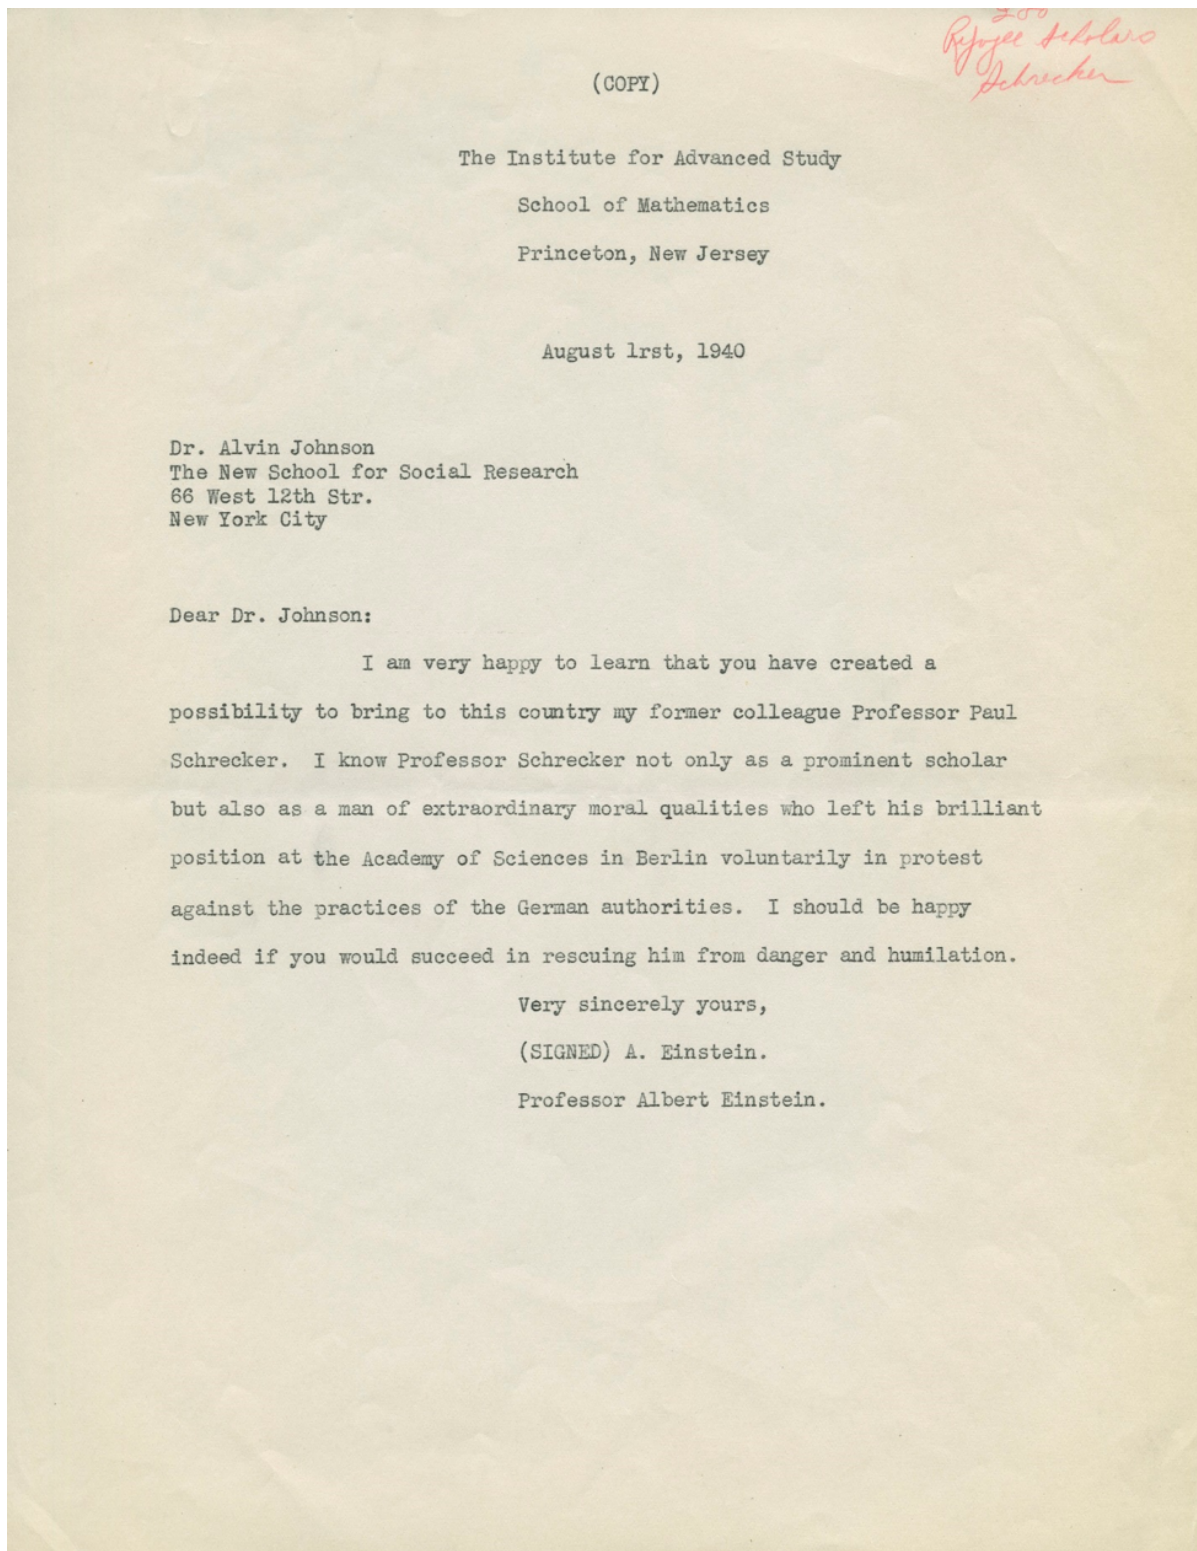 Refugee Scholars
Schrecker
(COPY)
The Institute for Advanced Study
School of Mathematics
Princeton, New Jersey
August 1rst, 1940
Dr. Alvin Johnson
The New School for Social Research
66 West 12th Str.
New York City
Dear Dr. Johnson:
I am very happy to learn that you have created a
possibility to bring to this country my former colleague Professor Paul
Schrecker. I know Professor Schrecker not only as a prominent scholar
but also as a man of extraordinary moral qualities who left his brilliant
position at the Academy of Sciences in Berlin voluntarily in protest
against the practices of the German authorities. I should be happy
indeed if you would succeed in rescuing him from danger and humilation.
Very sincerely yours,
(SIGNED) A. Einstein.
Professor Albert Einstein.